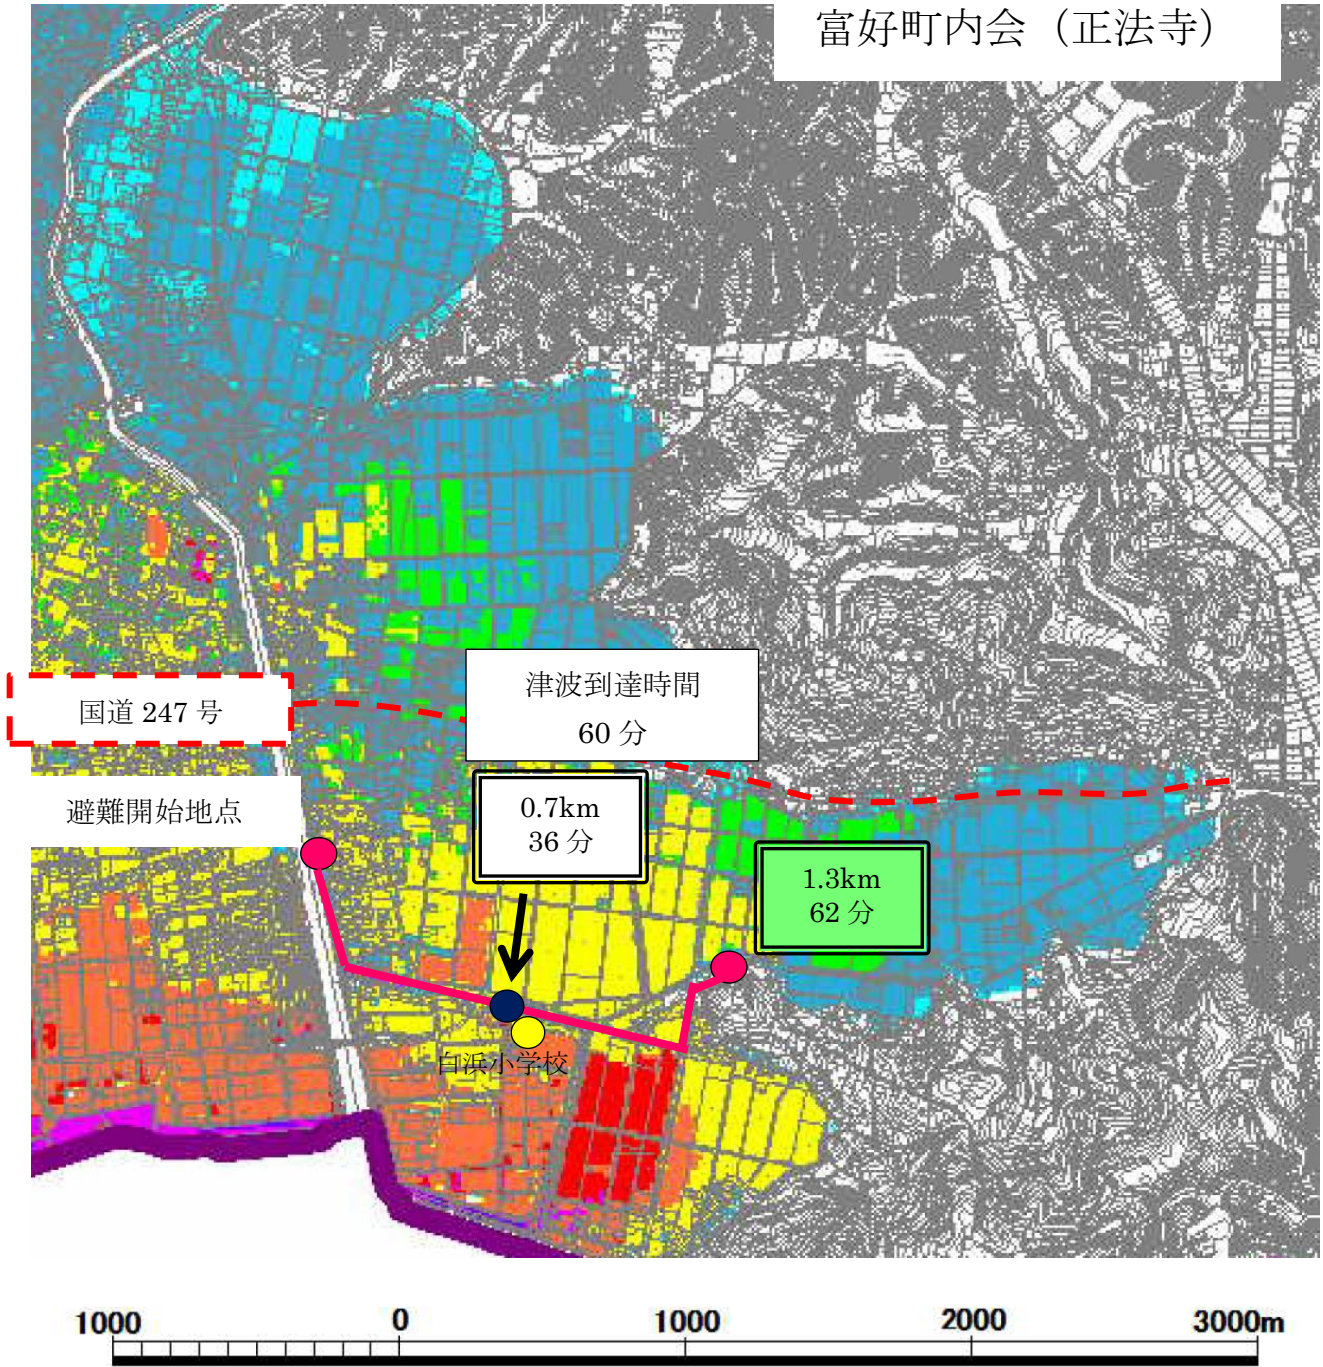 富好町内会（正法寺）
津波到達時間
60 分
国道 247 号
避難開始地点
0.7km
36 分
1.3km
62 分
白浜小学校
1000 0 1000 2000 3000m